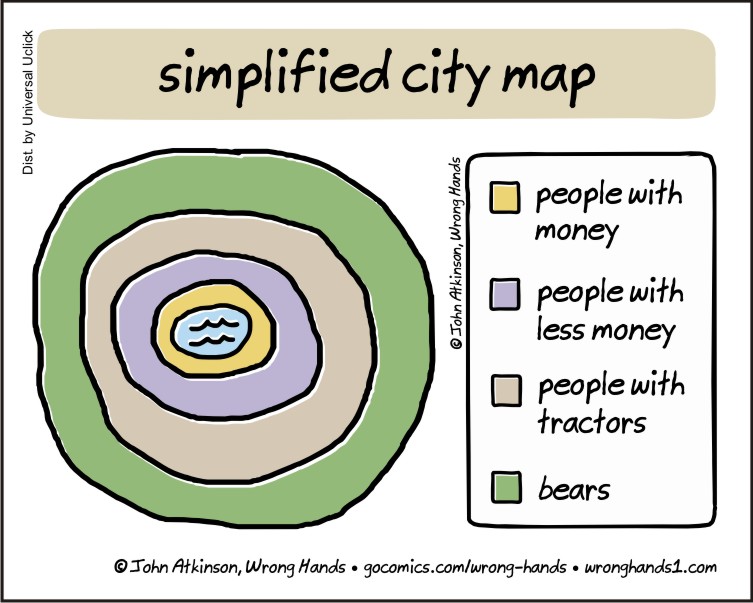 simplified city map
Dist. by Universal Uclick
© John Atkinson, Wrong Hands
people with
money
people with
less money
people with
tractors
bears
© John Atkinson, Wrong Hands • gocomics.com/wrong-hands • wronghands1.com